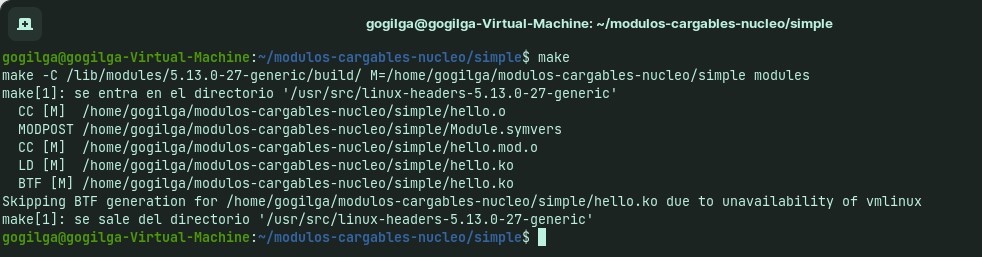 gogilga@gogilga-Virtual-Machine: ~/modulos-cargables-nucleo/simple
gogilga@gogilga-Virtual-Machine:~/modulos-cargables-nucleo/simple$ make
make -C /lib/modules/5.13.0-27-generic/build/ M=/home/gogilga/modulos-cargables-nucleo/simple modules
make[1]: se entra en el directorio '/usr/src/linux-headers-5.13.0-27-generic'
  CC [M]  /home/gogilga/modulos-cargables-nucleo/simple/hello.o
  MODPOST /home/gogilga/modulos-cargables-nucleo/simple/Module.symvers
  CC [M]  /home/gogilga/modulos-cargables-nucleo/simple/hello.mod.o
  LD [M]  /home/gogilga/modulos-cargables-nucleo/simple/hello.ko
  BTF [M] /home/gogilga/modulos-cargables-nucleo/simple/hello.ko
Skipping BTF generation for /home/gogilga/modulos-cargables-nucleo/simple/hello.ko due to unavailability of vmlinux
make[1]: se sale del directorio '/usr/src/linux-headers-5.13.0-27-generic'
gogilga@gogilga-Virtual-Machine:~/modulos-cargables-nucleo/simple$